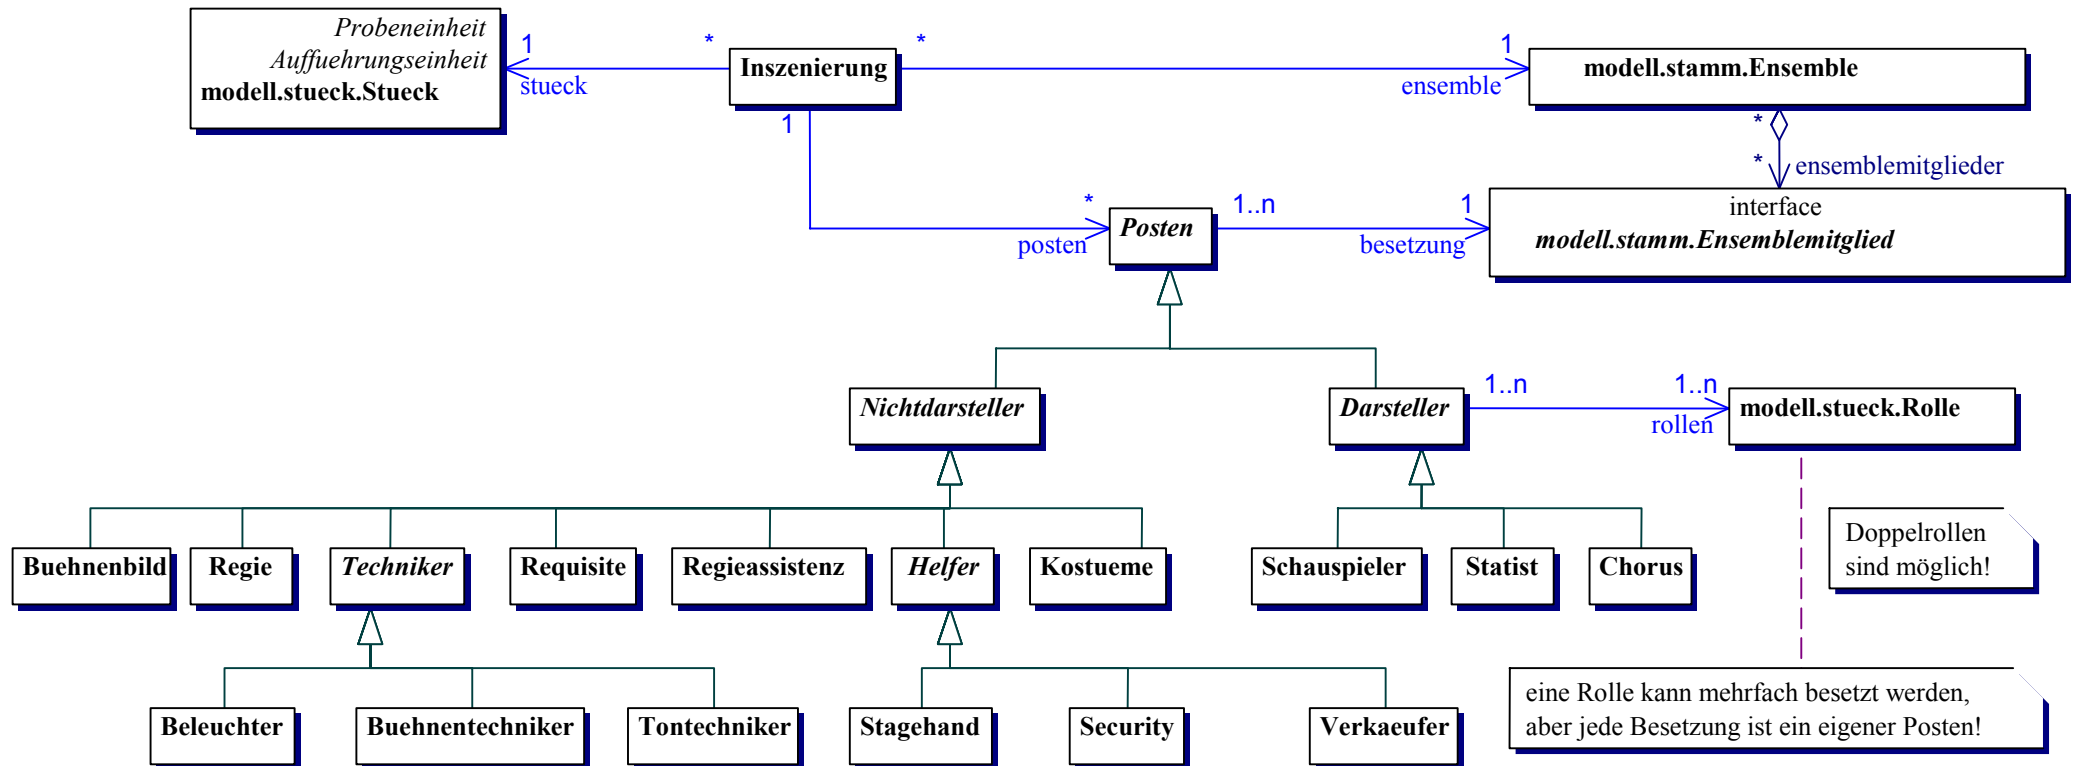 Probeneinheit
Auffuehrungseinheit
modell.stueck.Stueck
1
stueck
*
Inszenierung
*
1
ensemble
modell.stamm.Ensemble
1
*
*
ensemblemitglieder
*
posten
Posten
1..n
1
besetzung
interface
modell.stamm.Ensemblemitglied
Nichtdarsteller
Darsteller
1..n
1..n
rollen
modell.stueck.Rolle
Buehnenbild
Regie
Techniker
Requisite
Regieassistenz
Helfer
Kostueme
Schauspieler
Statist
Chorus
Doppelrollen
sind möglich!
Beleuchter
Buehnentechniker
Tontechniker
Stagehand
Security
Verkaeufer
eine Rolle kann mehrfach besetzt werden,
aber jede Besetzung ist ein eigener Posten!